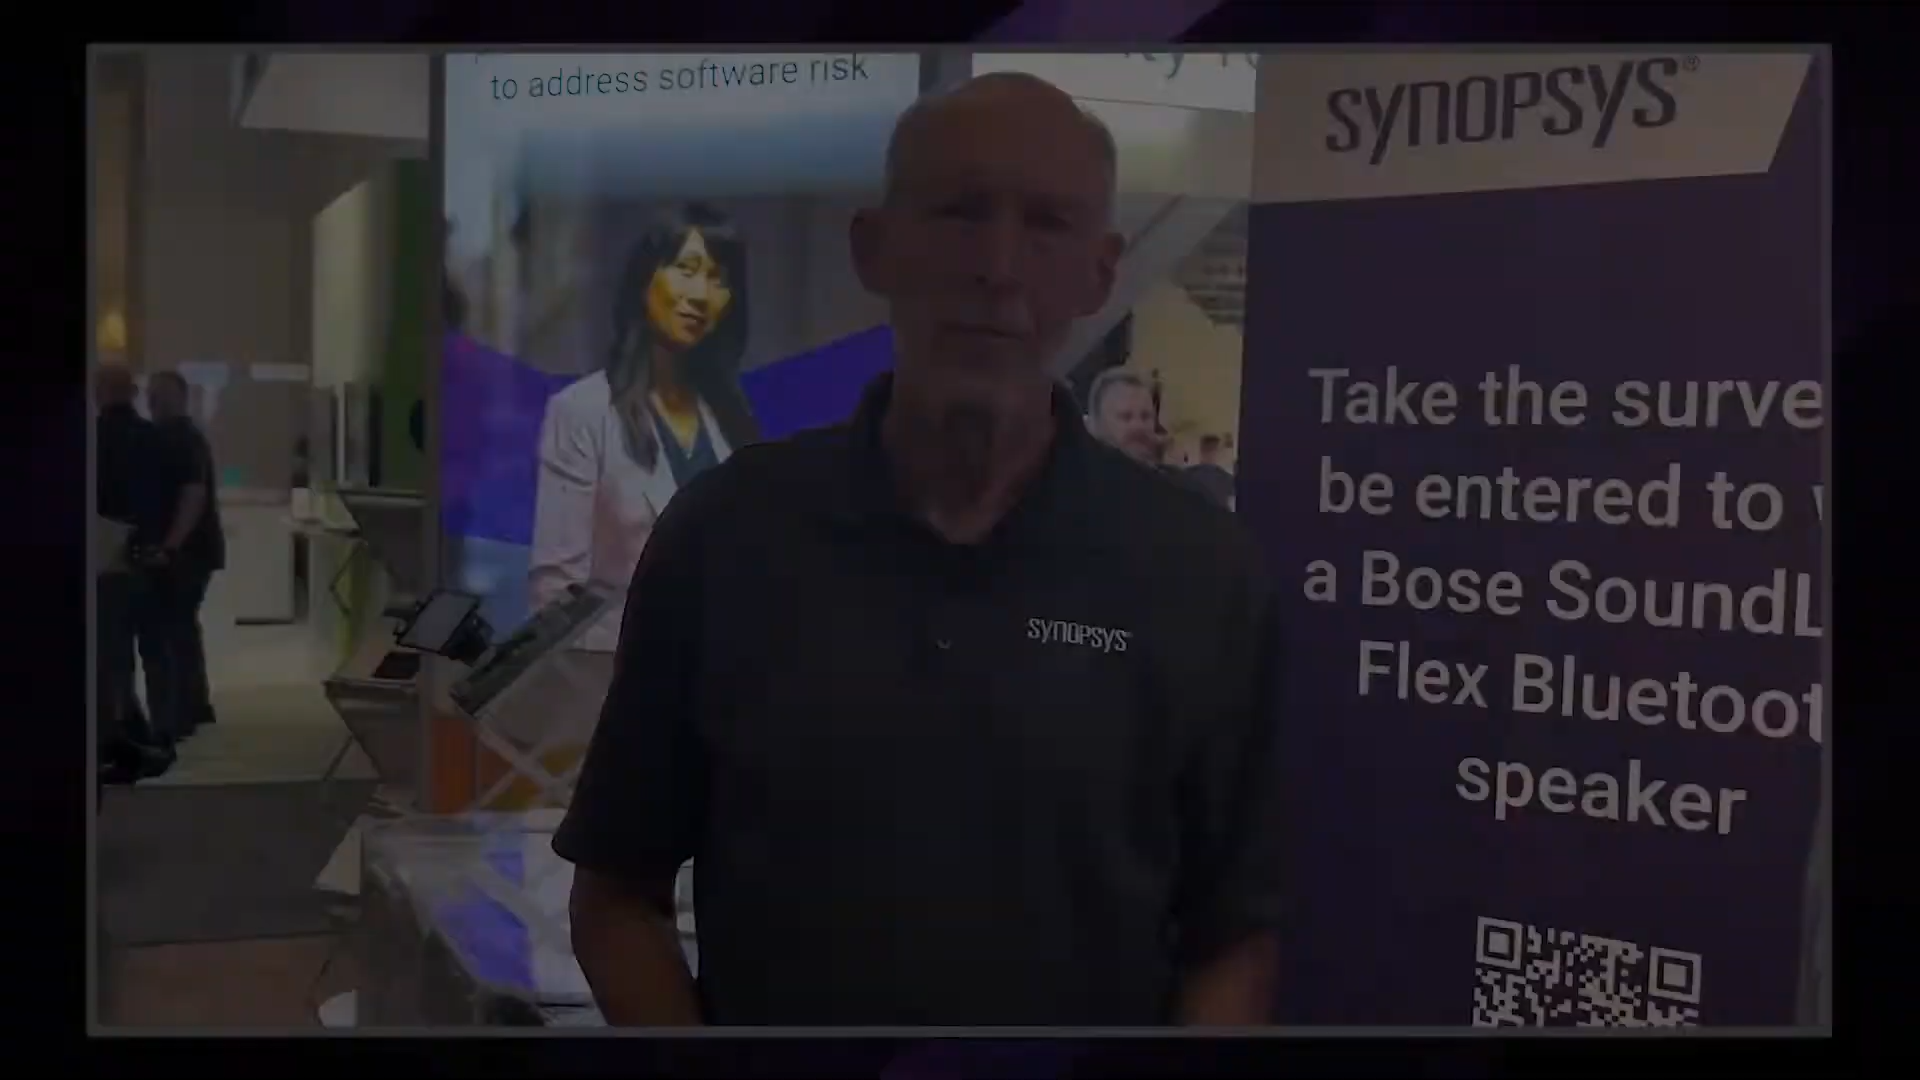 to address software risk
SYNOPSYS®
Take the surve
be entered to
a Bose SoundL
Flex Bluetoot
speaker
SYNOPSYS